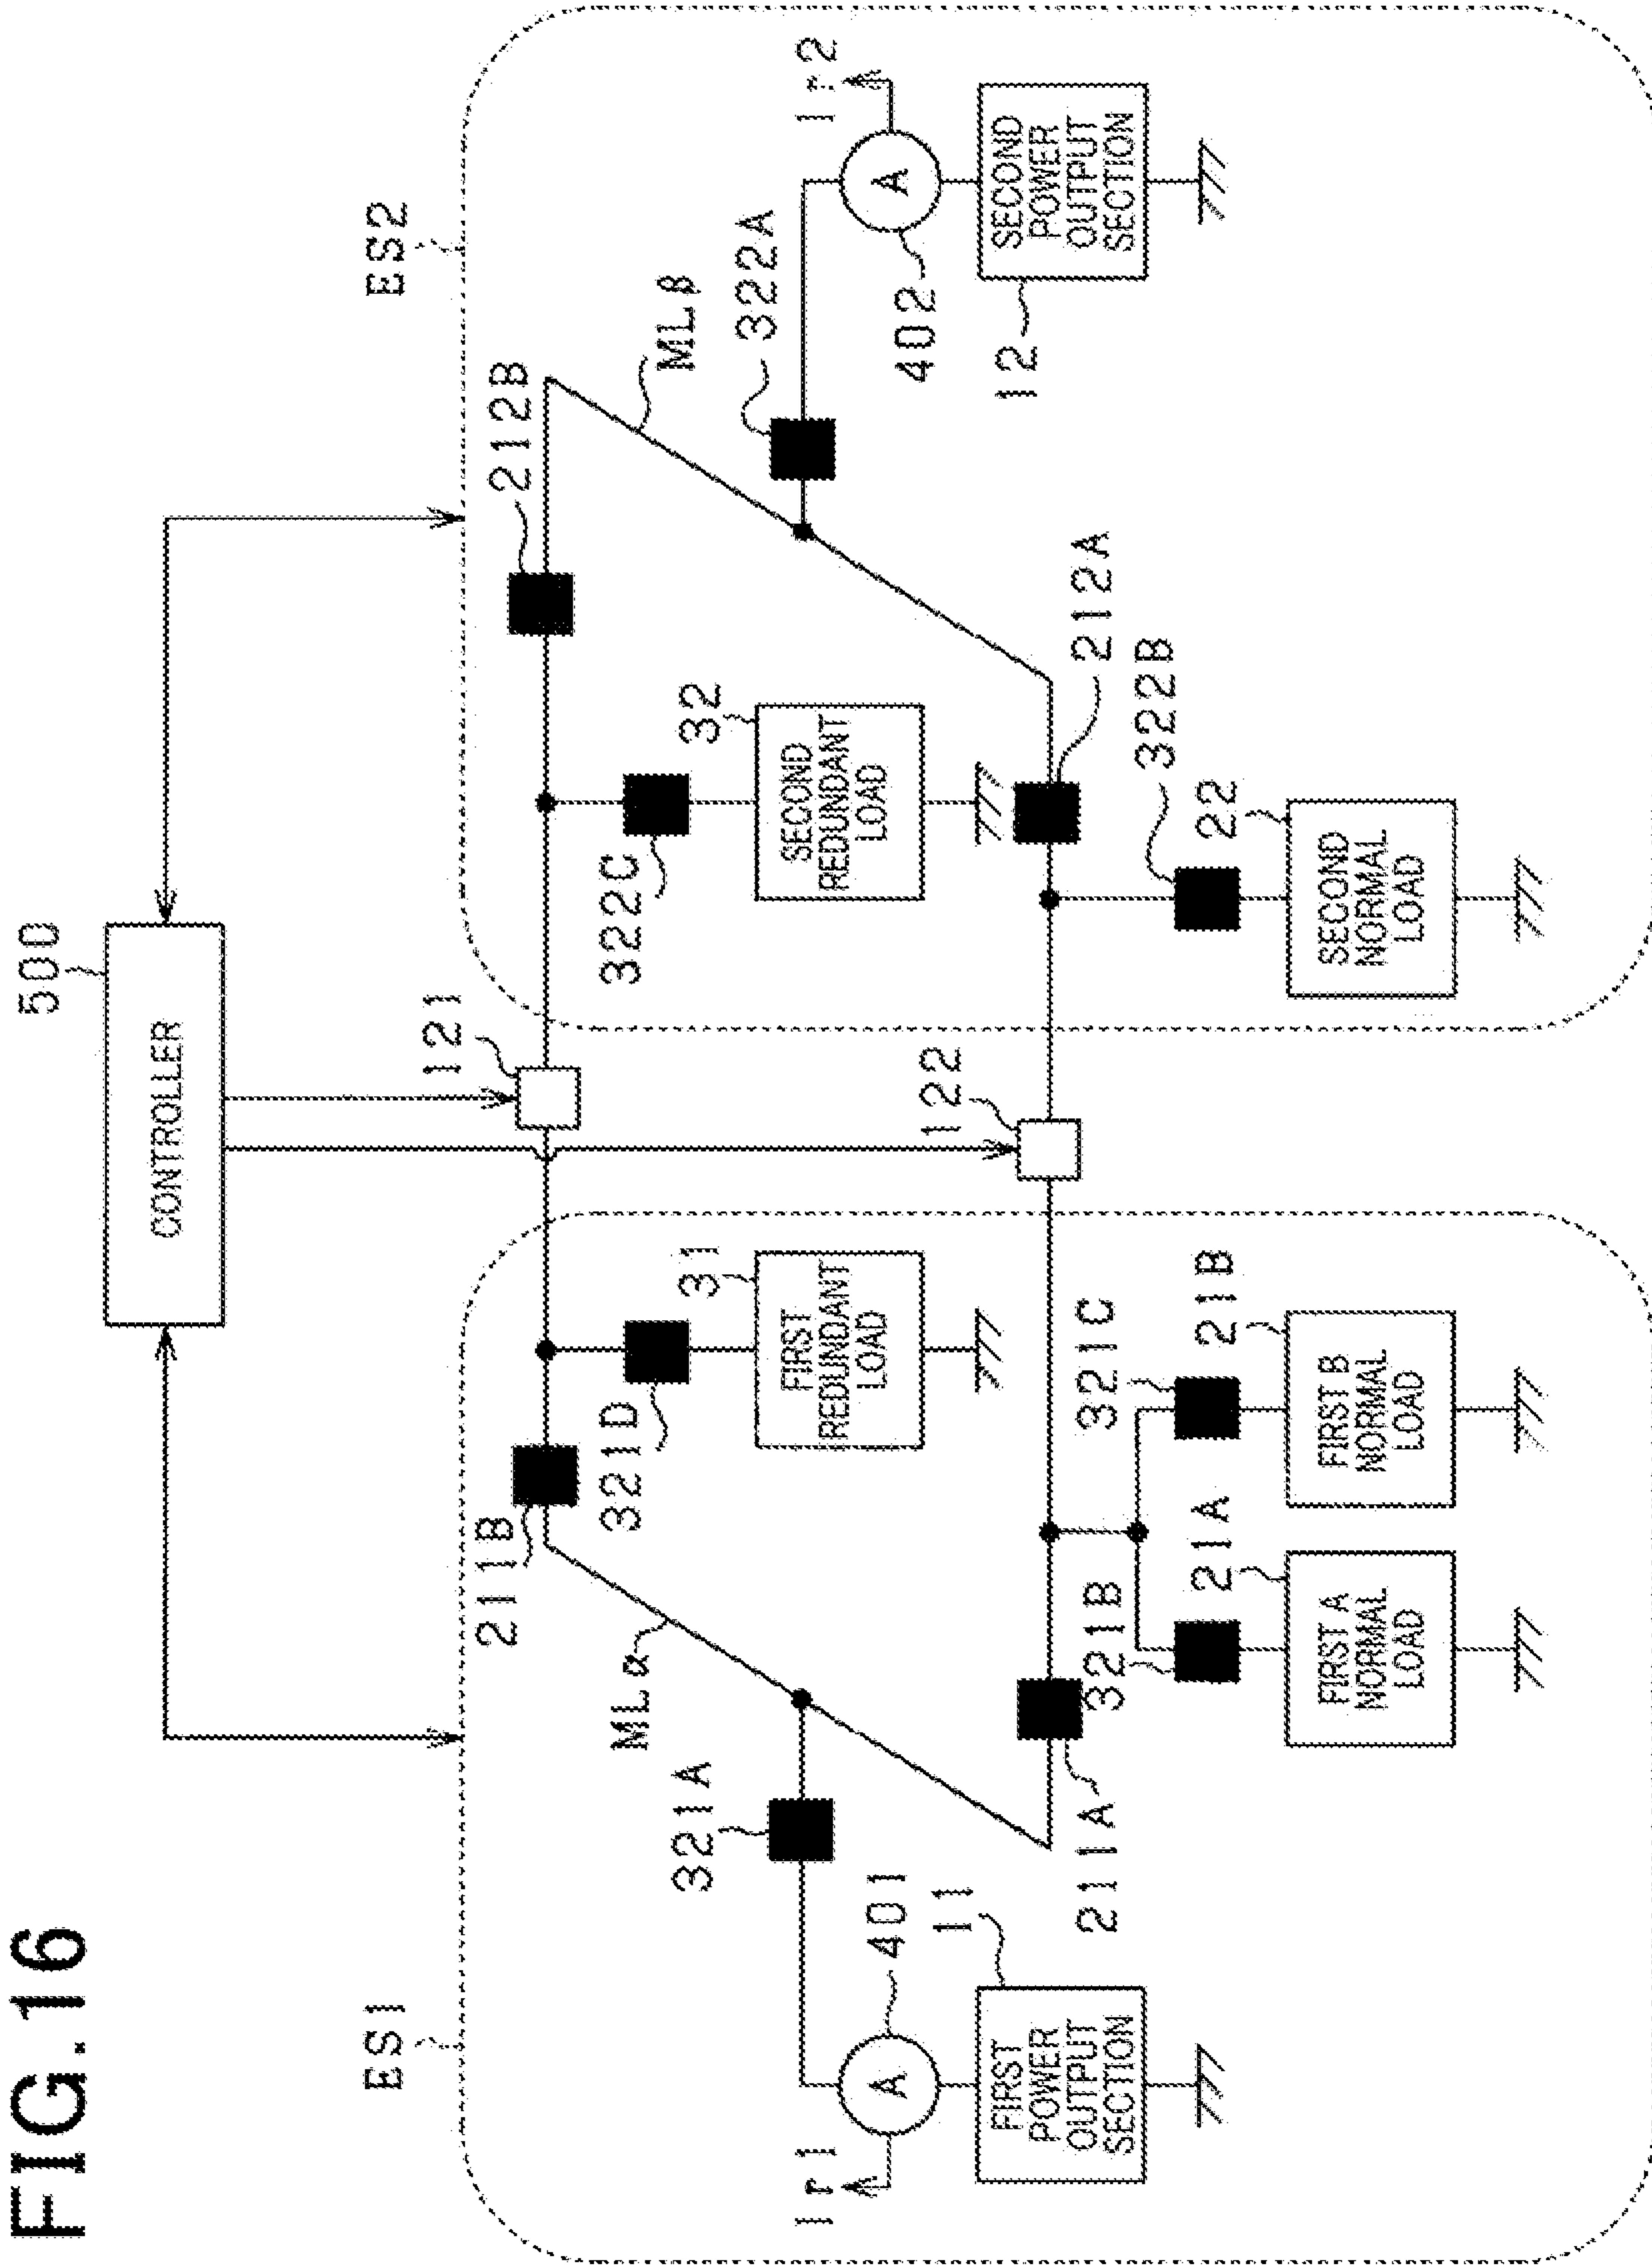 FIG.16
500
CONTROLLER
ES1
ES2
211B
121
212B
MLα
321D
31
FIRST
REDUNDANT
LOAD
322C
32
SECOND
REDUNDANT
LOAD
MLβ
321A
322A
Ir1
A
401
11
FIRST
POWER
OUTPUT
SECTION
Ir2
A
402
12
SECOND
POWER
OUTPUT
SECTION
122
211A
212A
321B
21A
FIRST A
NORMAL
LOAD
321C
21B
FIRST B
NORMAL
LOAD
322B
22
SECOND
NORMAL
LOAD